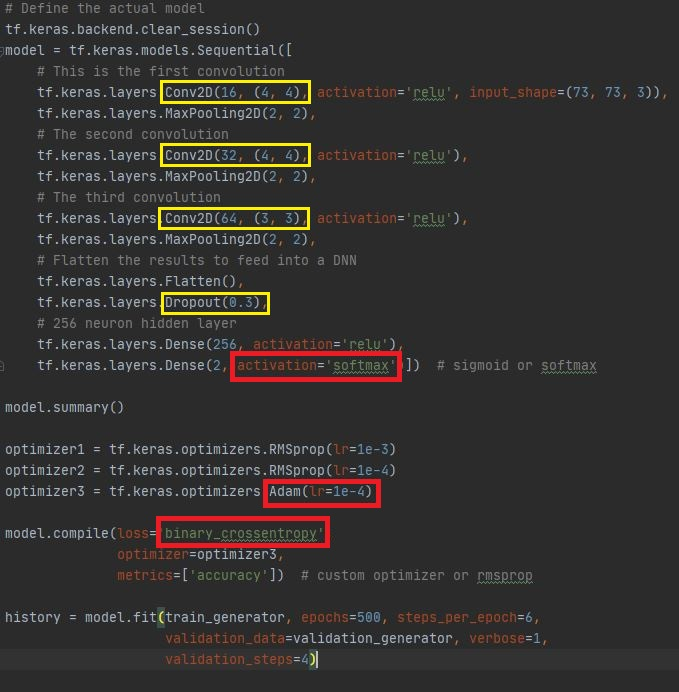 # Define the actual model
tf.keras.backend.clear_session()
model = tf.keras.models.Sequential([
# This is the first convolution
tf.keras.layers.Conv2D(16, (4, 4), activation='relu', input_shape=(73, 73, 3)),
tf.keras.layers.MaxPooling2D(2, 2),
# The second convolution
tf.keras.layers.Conv2D(32, (4, 4), activation='relu'),
tf.keras.layers.MaxPooling2D(2, 2),
# The third convolution
tf.keras.layers.Conv2D(64, (3, 3), activation='relu'),
tf.keras.layers.MaxPooling2D(2, 2),
# Flatten the results to feed into a DNN
tf.keras.layers.Flatten(),
tf.keras.layers.Dropout(0.3),
# 256 neuron hidden layer
tf.keras.layers.Dense(256, activation='relu'),
tf.keras.layers.Dense(2, activation='softmax')]) # sigmoid or softmax
model.summary()
optimizer1 = tf.keras.optimizers.RMSprop(lr=1e-3)
optimizer2 = tf.keras.optimizers.RMSprop(lr=1e-4)
optimizer3 = tf.keras.optimizers.Adam(lr=1e-4)
model.compile(loss='binary_crossentropy'
optimizer=optimizer3,
metrics=['accuracy']) # custom optimizer or rmsprop
history = model.fit(train_generator, epochs=500, steps_per_epoch=6,
validation_data=validation_generator, verbose=1,
validation_steps=4)